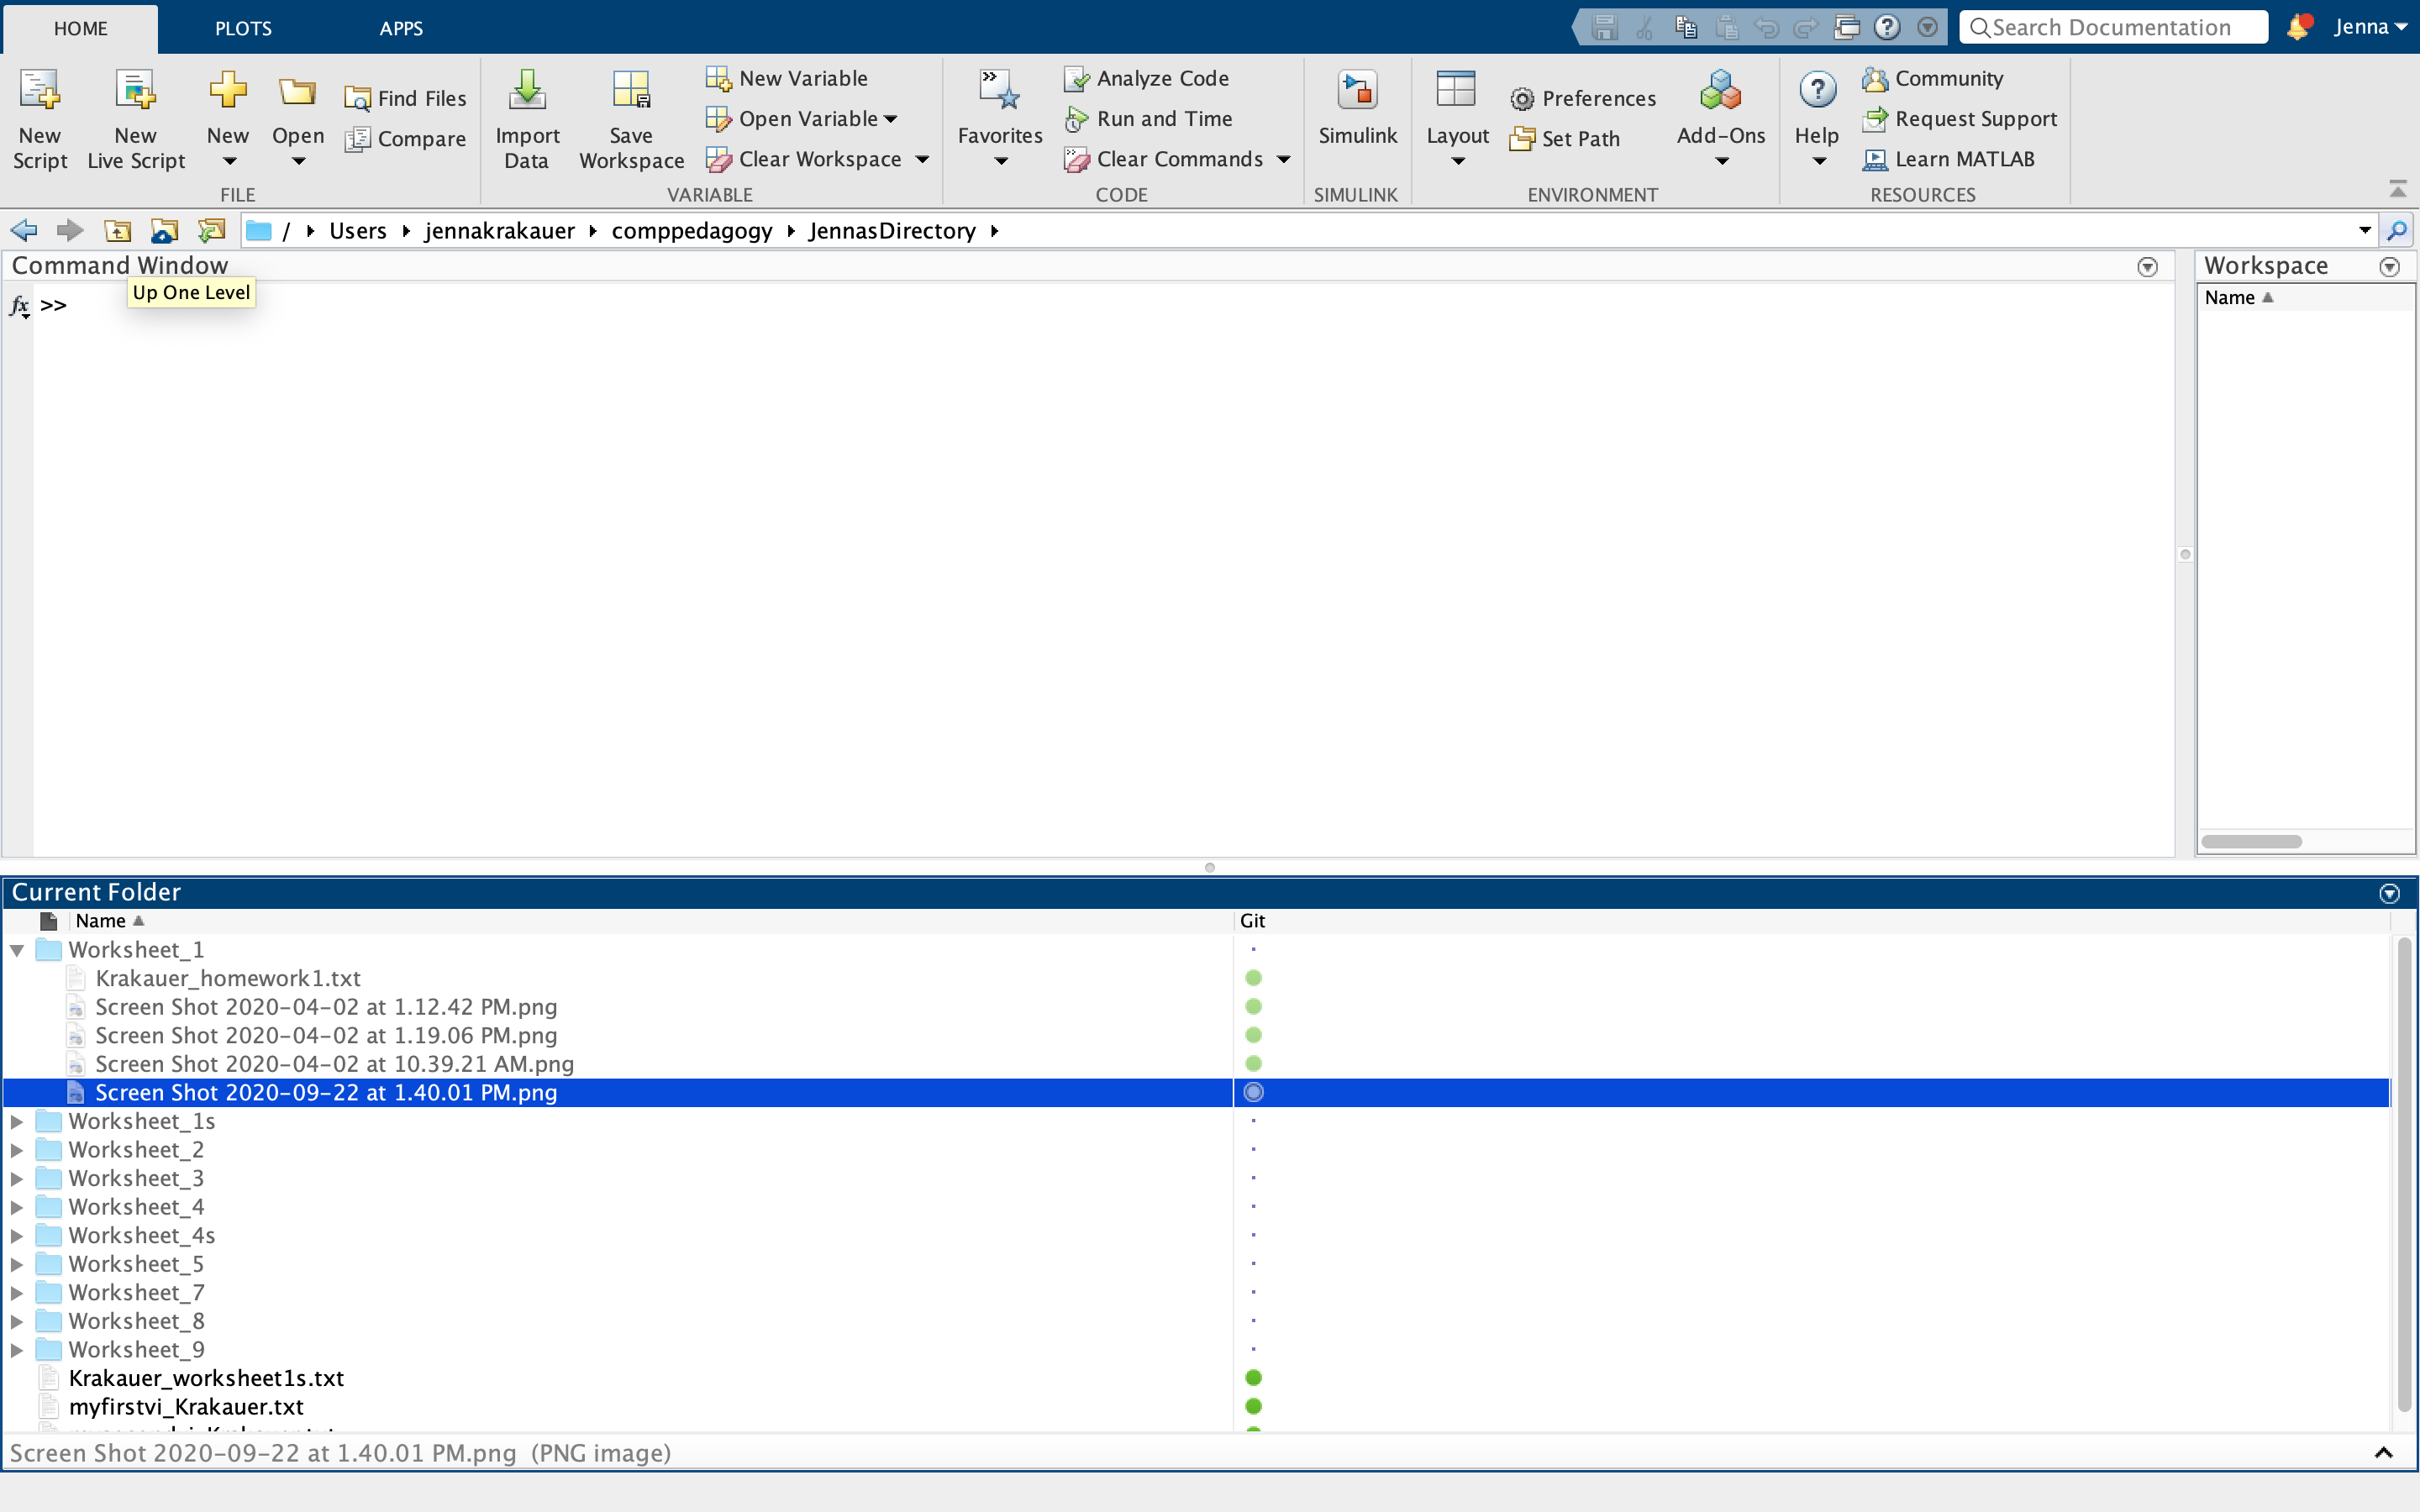 HOME PLOTS APPS Search Documentation Jenna
New Script
New Live Script
New
Open
Find Files
Compare
FILE
Import Data
Save Workspace
New Variable
Open Variable
Clear Workspace
VARIABLE
Favorites
Analyze Code
Run and Time
Clear Commands
CODE
Simulink
SIMULINK
Layout
Preferences
Set Path
Add-Ons
ENVIRONMENT
Help
Community
Request Support
Learn MATLAB
RESOURCES
/ Users jennakrakauer comppedagogy JennasDirectory
Command Window
Up One Level
fx >>
Workspace
Name
Current Folder
Name Git
Worksheet_1
Krakauer_homework1.txt
Screen Shot 2020-04-02 at 1.12.42 PM.png
Screen Shot 2020-04-02 at 1.19.06 PM.png
Screen Shot 2020-04-02 at 10.39.21 AM.png
Screen Shot 2020-09-22 at 1.40.01 PM.png
Worksheet_1s
Worksheet_2
Worksheet_3
Worksheet_4
Worksheet_4s
Worksheet_5
Worksheet_7
Worksheet_8
Worksheet_9
Krakauer_worksheet1s.txt
myfirstvi_Krakauer.txt
Screen Shot 2020-09-22 at 1.40.01 PM.png (PNG image)